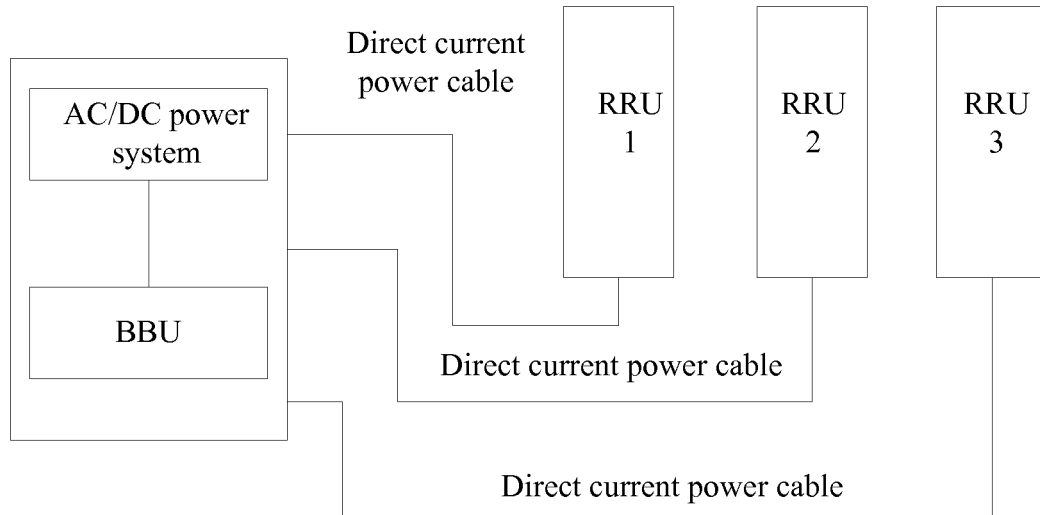 Direct current
power cable
AC/DC power
system
RRU
1
RRU
2
RRU
3
BBU
Direct current power cable
Direct current power cable